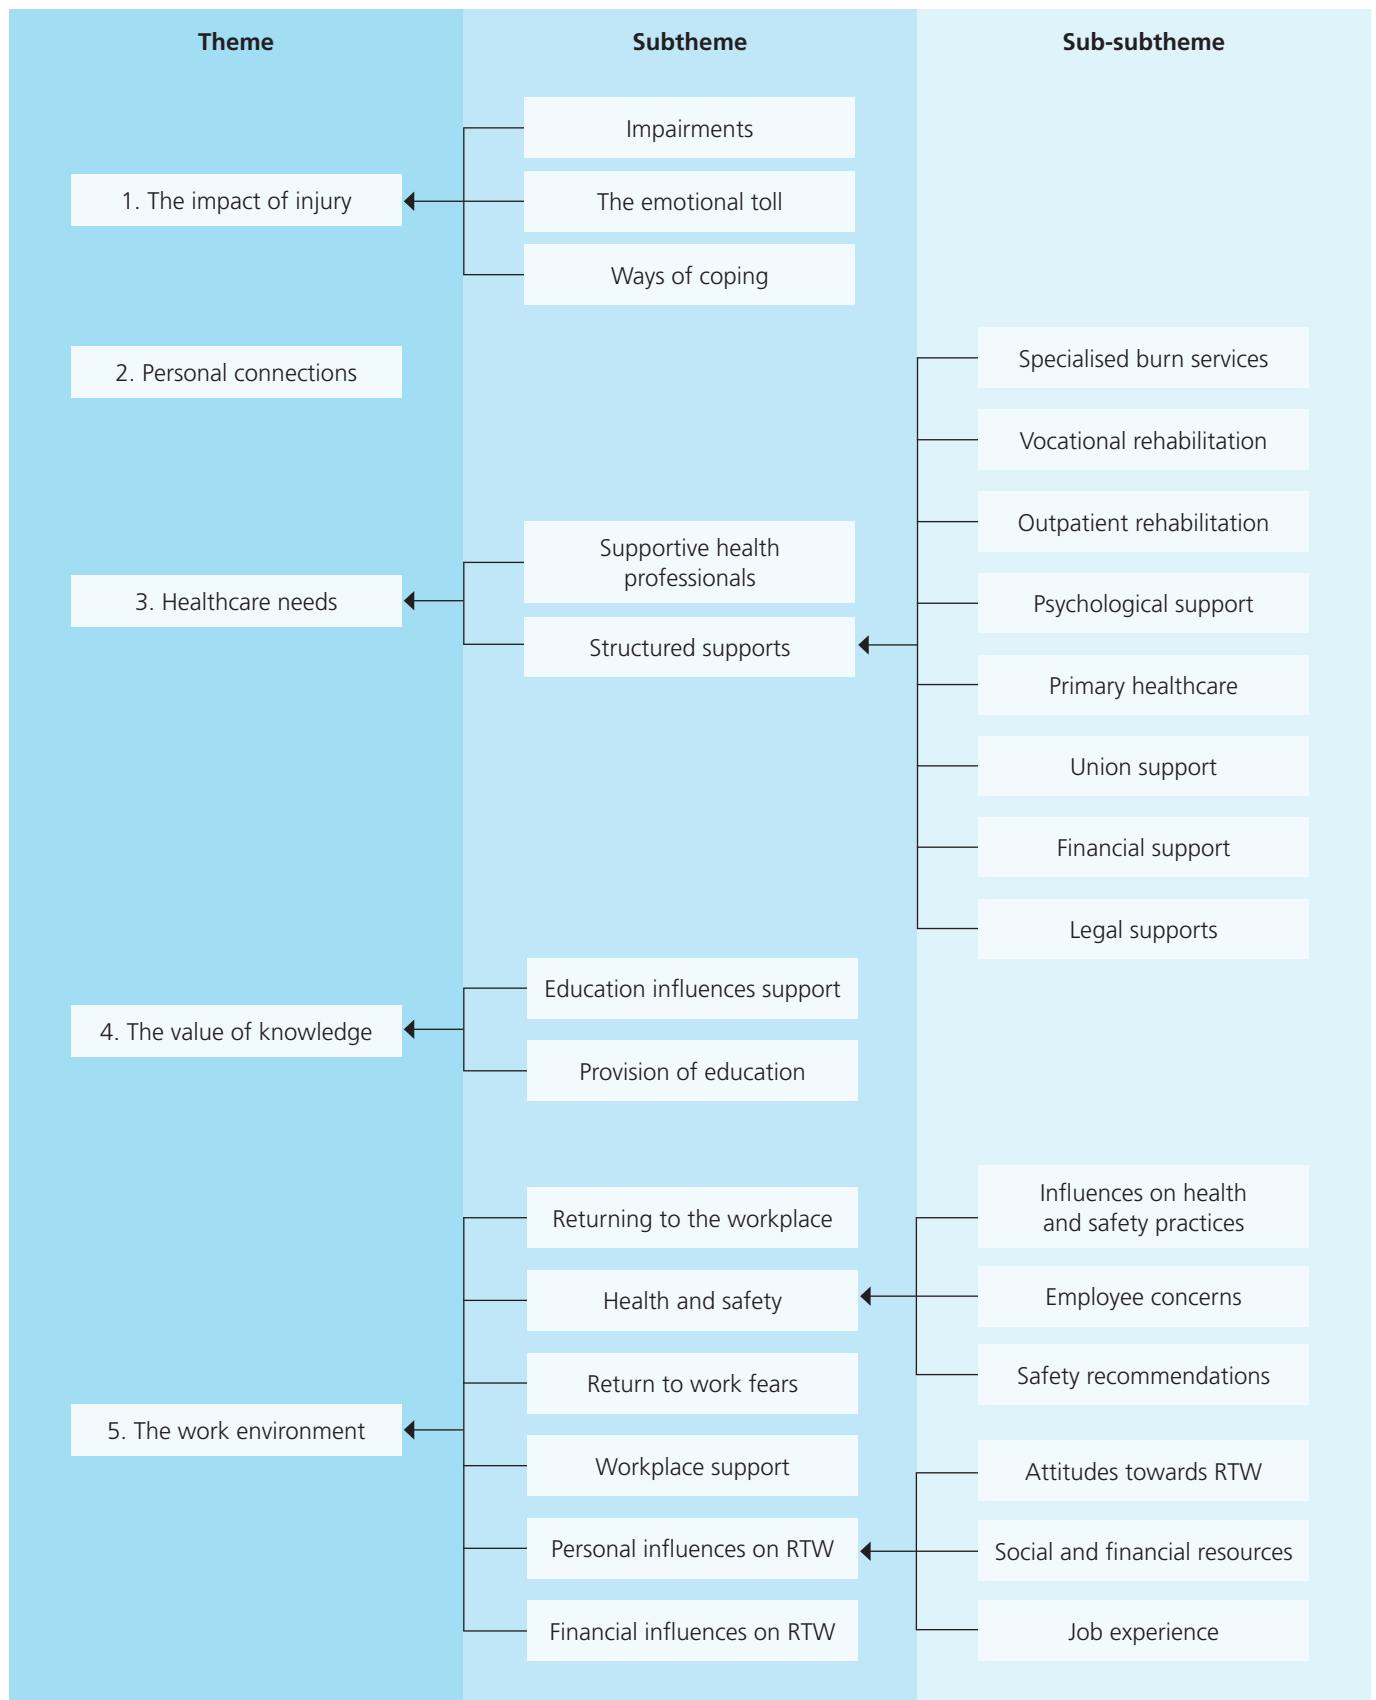 Theme
Subtheme
Sub-subtheme
1. The impact of injury
Impairments
The emotional toll
Ways of coping
2. Personal connections
3. Healthcare needs
Supportive health
professionals
Structured supports
Specialised burn services
Vocational rehabilitation
Outpatient rehabilitation
Psychological support
Primary healthcare
Union support
Financial support
Legal supports
4. The value of knowledge
Education influences support
Provision of education
5. The work environment
Returning to the workplace
Health and safety
Influences on health
and safety practices
Employee concerns
Safety recommendations
Return to work fears
Workplace support
Personal influences on RTW
Attitudes towards RTW
Social and financial resources
Job experience
Financial influences on RTW